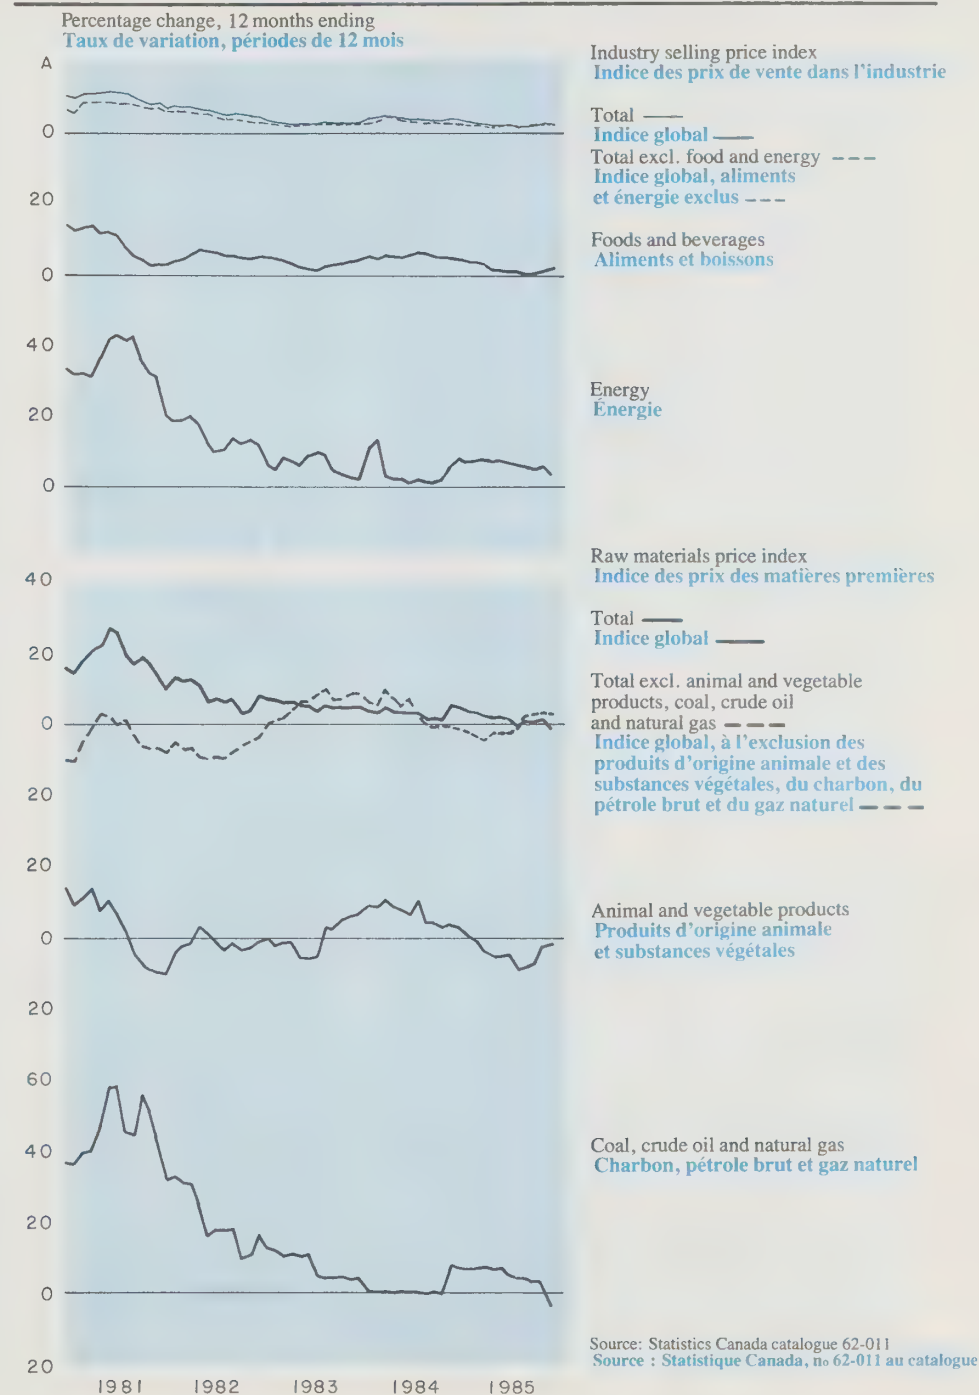 Percentage change, 12 months ending
Taux de variation, périodes de 12 mois
A
0
20
0
40
20
0
40
20
0
20
20
0
20
60
40
20
0
20
1981 1982 1983 1984 1985
Industry selling price index
Indice des prix de vente dans l'industrie
Total
Indice global
Total excl. food and energy
Indice global, aliments
et énergie exclus
Foods and beverages
Aliments et boissons
Energy
Énergie
Raw materials price index
Indice des prix des matières premières
Total
Indice global
Total excl. animal and vegetable
products, coal, crude oil
and natural gas
Indice global, à l'exclusion des
produits d'origine animale et des
substances végétales, du charbon, du
pétrole brut et du gaz naturel
Animal and vegetable products
Produits d'origine animale
et substances végétales
Coal, crude oil and natural gas
Charbon, pétrole brut et gaz naturel
Source: Statistics Canada catalogue 62-011
Source : Statistique Canada, no 62-011 au catalogue